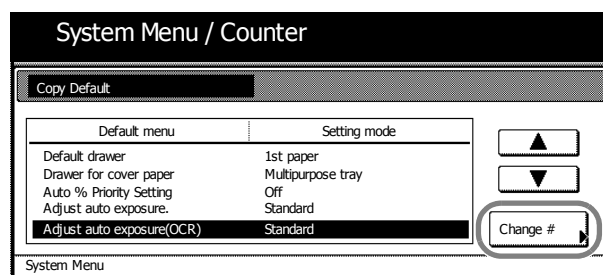 System Menu / Counter
Copy Default
Default menu Setting mode
Default drawer 1st paper
Drawer for cover paper Multipurpose tray
Auto % Priority Setting Off
Adjust auto exposure. Standard
Adjust auto exposure(OCR) Standard
Change #
System Menu